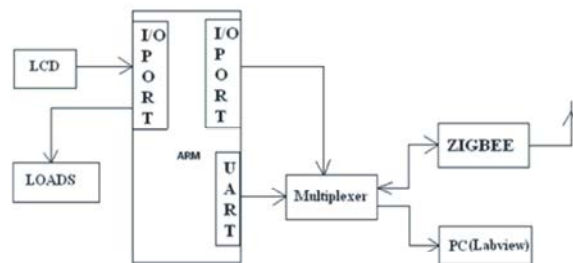 I/O
P
O
R
T
I/O
P
O
R
T
LCD
LOADS
ARM
U
A
R
T
Multiplexer
ZIGBEE
PC(Labview)